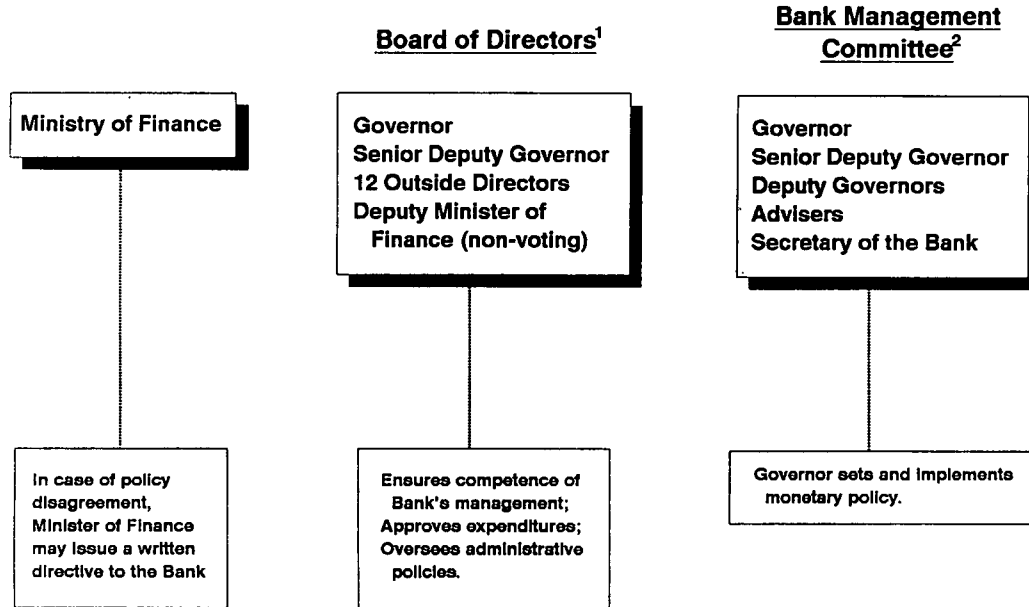 Board of Directors¹
Bank Management
Committee²
Ministry of Finance
Governor
Senior Deputy Governor
12 Outside Directors
Deputy Minister of
Finance (non-voting)
Governor
Senior Deputy Governor
Deputy Governors
Advisers
Secretary of the Bank
In case of policy
disagreement,
Minister of Finance
may issue a written
directive to the Bank
Ensures competence of
Bank's management;
Approves expenditures;
Oversees administrative
policies.
Governor sets and implements
monetary policy.